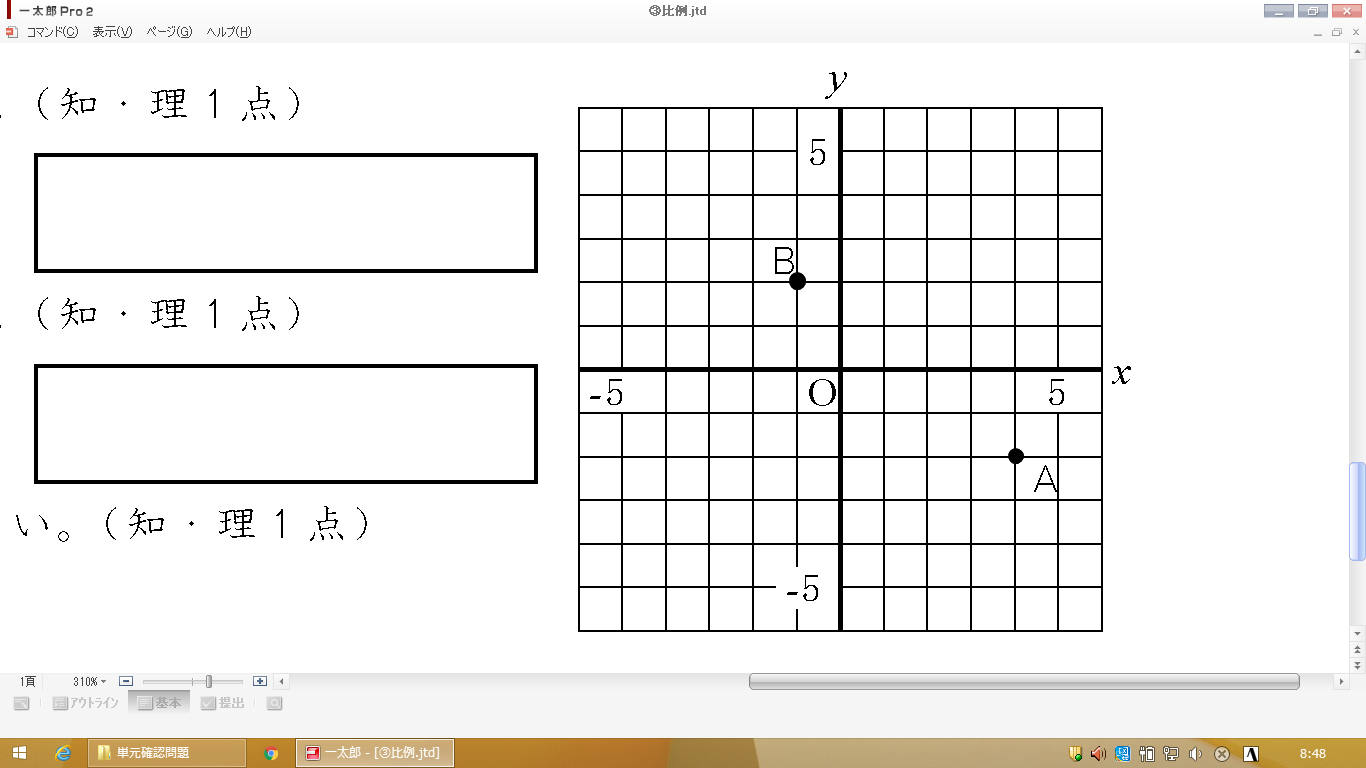 一太郎 Pro 2
③比例.jtd
コマンド(C) 表示(V) ページ(G) ヘルプ(H)
(知・理1点)
(知・理1点)
い。(知・理1点)
y
5
B
-5
O
5
x
A
-5
1頁
310%
アウトライン
基本
提出
単元確認問題
一太郎 - [③比例.jtd]
A
8:48